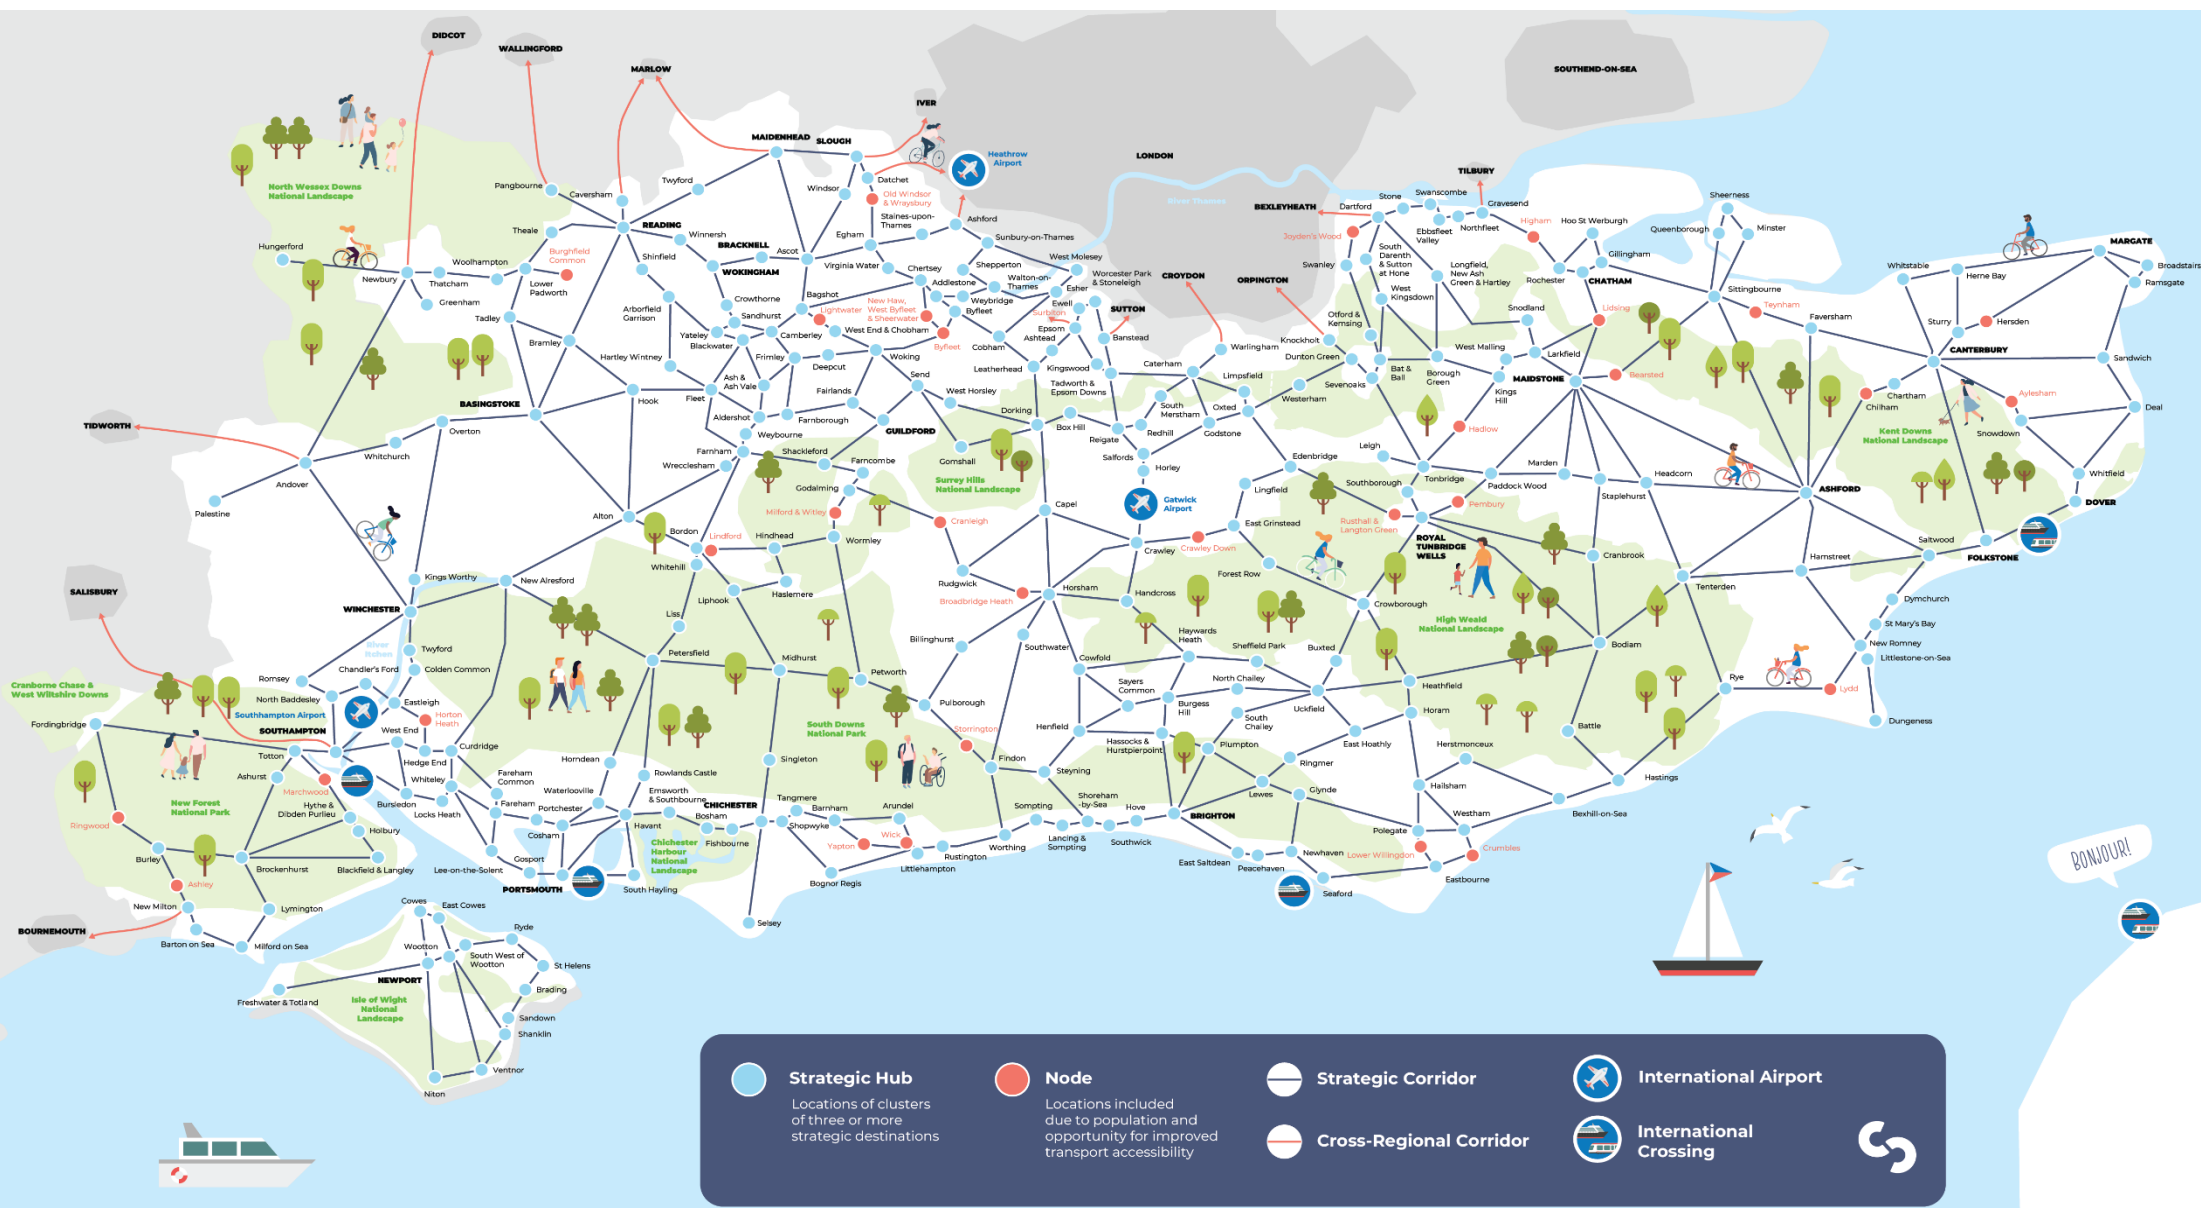 DIDCOT
WALLINGFORD
MARLOW
IVER
SOUTHEND-ON-SEA
MAIDENHEAD
SLOUGH
Heathrow
Airport
LONDON
TILBURY
North Wessex Downs
National Landscape
Pangbourne
Caversham
Twyford
Windsor
Datchet
Old Windsor
& Wraysbury
Staines-upon-
Thames
Ashford
River Thames
BEXLEYHEATH
Dartford
Stone
Swanscombe
Gravesend
Ebbsfleet
Valley
Northfleet
Higham
Hoo St Werburgh
Sheerness
Queenborough
Minster
MARGATE
Broadstairs
Ramsgate
Hungerford
Theale
READING
Winnersh
BRACKNELL
Ascot
WOKINGHAM
Egham
Virginia Water
Sunbury-on-Thames
Shepperton
West Molesey
Joyden's Wood
Swanley
South
Darenth
& Sutton
at Hone
Longfield,
New Ash
Green & Hartley
Gillingham
Rochester
CHATHAM
Whitstable
Herne Bay
Newbury
Woolhampton
Thatcham
Greenham
Burghfield
Common
Lower
Padworth
Shinfield
Arborfield
Garrison
Crowthorne
Sandhurst
Bagshot
Lightwater
Chertsey
Addlestone
New Haw,
West Byfleet
& Sheerwater
Weybridge
Byfleet
Walton-on-
Thames
Esher
Worcester Park
& Stoneleigh
CROYDON
ORPINGTON
West
Kingsdown
Snodland
Lidsing
Sittingbourne
Teynham
Faversham
Sturry
Hersden
Tadley
Bramley
Yateley
Blackwater
Camberley
West End & Chobham
Byfleet
Cobham
Surbiton
Ewell
Epsom
Ashtead
SUTTON
Banstead
Warlingham
Knockholt
Otford &
Kemsing
Dunton Green
West Malling
Larkfield
CANTERBURY
Sandwich
Hartley Wintney
Frimley
Deepcut
Woking
Leatherhead
Kingswood
Caterham
Limpsfield
Sevenoaks
Bat &
Ball
Borough
Green
Kings
Hill
MAIDSTONE
Bearsted
Chartham
Chilham
Aylesham
Deal
BASINGSTOKE
Hook
Fleet
Ash &
Ash Vale
Fairlands
Send
West Horsley
Tadworth &
Epsom Downs
South
Merstham
Oxted
Westerham
Hadlow
Kent Downs
National Landscape
Snowdown
TIDWORTH
Overton
Whitchurch
Aldershot
Farnborough
GUILDFORD
Dorking
Box Hill
Reigate
Redhill
Godstone
Weybourne
Farnham
Wrecclesham
Shackleford
Farncombe
Godalming
Gomshall
Surrey Hills
National Landscape
Salfords
Horley
Edenbridge
Leigh
Tonbridge
Marden
Paddock Wood
Staplehurst
Headcorn
ASHFORD
Whitfield
DOVER
Andover
Palestine
Alton
Bordon
Lindford
Milford & Witley
Cranleigh
Capel
Gatwick
Airport
Lingfield
Southborough
Rusthall &
Langton Green
Pembury
ROYAL
TUNBRIDGE
WELLS
Cranbrook
Saltwood
FOLKSTONE
Hindhead
Wormley
Crawley
Crawley Down
East Grinstead
Forest Row
Hamstreet
SALISBURY
Kings Worthy
New Alresford
Whitehill
Liphook
Haslemere
Rudgwick
Broadbridge Heath
Horsham
Handcross
Crowborough
High Weald
National Landscape
Tenterden
Dymchurch
WINCHESTER
Liss
St Mary's Bay
River
Itchen
Twyford
Petersfield
Midhurst
Billinghurst
Southwater
Haywards
Heath
Sheffield Park
Buxted
Bodiam
New Romney
Littlestone-on-Sea
Chandler's Ford
Colden Common
Romsey
Petworth
Cowfold
Sayers
Common
North Chailey
Heathfield
Rye
Lydd
Cranborne Chase &
West Wiltshire Downs
North Baddesley
Southhampton Airport
Eastleigh
Horton
Heath
Pulborough
Burgess
Hill
Uckfield
Horam
Dungeness
Fordingbridge
SOUTHAMPTON
West End
Curdridge
South Downs
National Park
Storrington
Henfield
South
Chailey
Battle
Totton
Hedge End
Horndean
Singleton
Findon
Hassocks &
Hurstpierpoint
Plumpton
East Hoathly
Herstmonceux
Ashurst
Marchwood
Whiteley
Fareham
Common
Rowlands Castle
Steyning
Ringmer
Hastings
New Forest
National Park
Hythe &
Dibden Purlieu
Bursledon
Locks Heath
Fareham
Waterlooville
Portchester
Emsworth
& Southbourne
CHICHESTER
Tangmere
Barnham
Arundel
Sompting
Shoreham
-by-Sea
Hove
Lewes
Glynde
Hailsham
Bexhill-on-Sea
Ringwood
Holbury
Cosham
Havant
Bosham
Fishbourne
Shopwyke
Yapton
Wick
Worthing
Lancing &
Sompting
Southwick
BRIGHTON
Polegate
Westham
Burley
Brockenhurst
Blackfield & Langley
Lee-on-the-Solent
Gosport
PORTSMOUTH
Chichester
Harbour
National
Landscape
South Hayling
Bognor Regis
Littlehampton
Rustington
East Saltdean
Peacehaven
Newhaven
Lower Willingdon
Crumbles
Eastbourne
Seaford
BONJOUR!
Ashley
New Milton
Lymington
BOURNEMOUTH
Barton on Sea
Milford on Sea
Cowes
East Cowes
Selsey
Wootton
Ryde
South West of
Wootton
St Helens
NEWPORT
Freshwater & Totland
Isle of Wight
National
Landscape
Brading
Sandown
Shanklin
Ventnor
Niton
Strategic Hub
Locations of clusters
of three or more
strategic destinations
Node
Locations included
due to population and
opportunity for improved
transport accessibility
Strategic Corridor
Cross-Regional Corridor
International Airport
International
Crossing